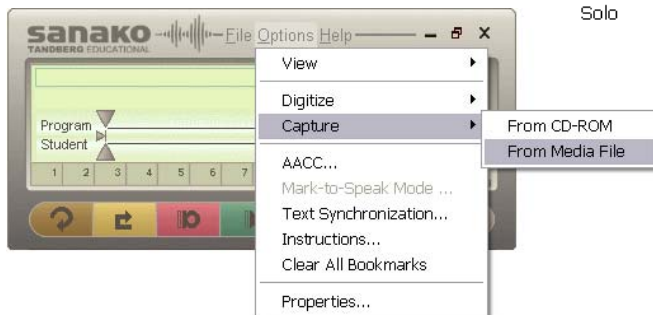 Solo
sanako
TANDBERG EDUCATIONAL
File Options Help
View
Digitize
Capture
From CD-ROM
From Media File
AACC...
Mark-to-Speak Mode ...
Text Synchronization...
Instructions...
Clear All Bookmarks
Properties...
Program
Student
1 2 3 4 5 6 7